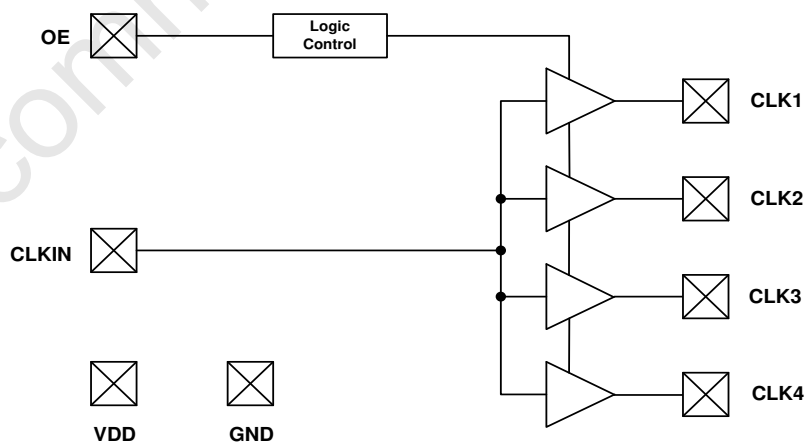 OE
Logic
Control
CLK1
CLK2
CLKIN
CLK3
CLK4
VDD
GND